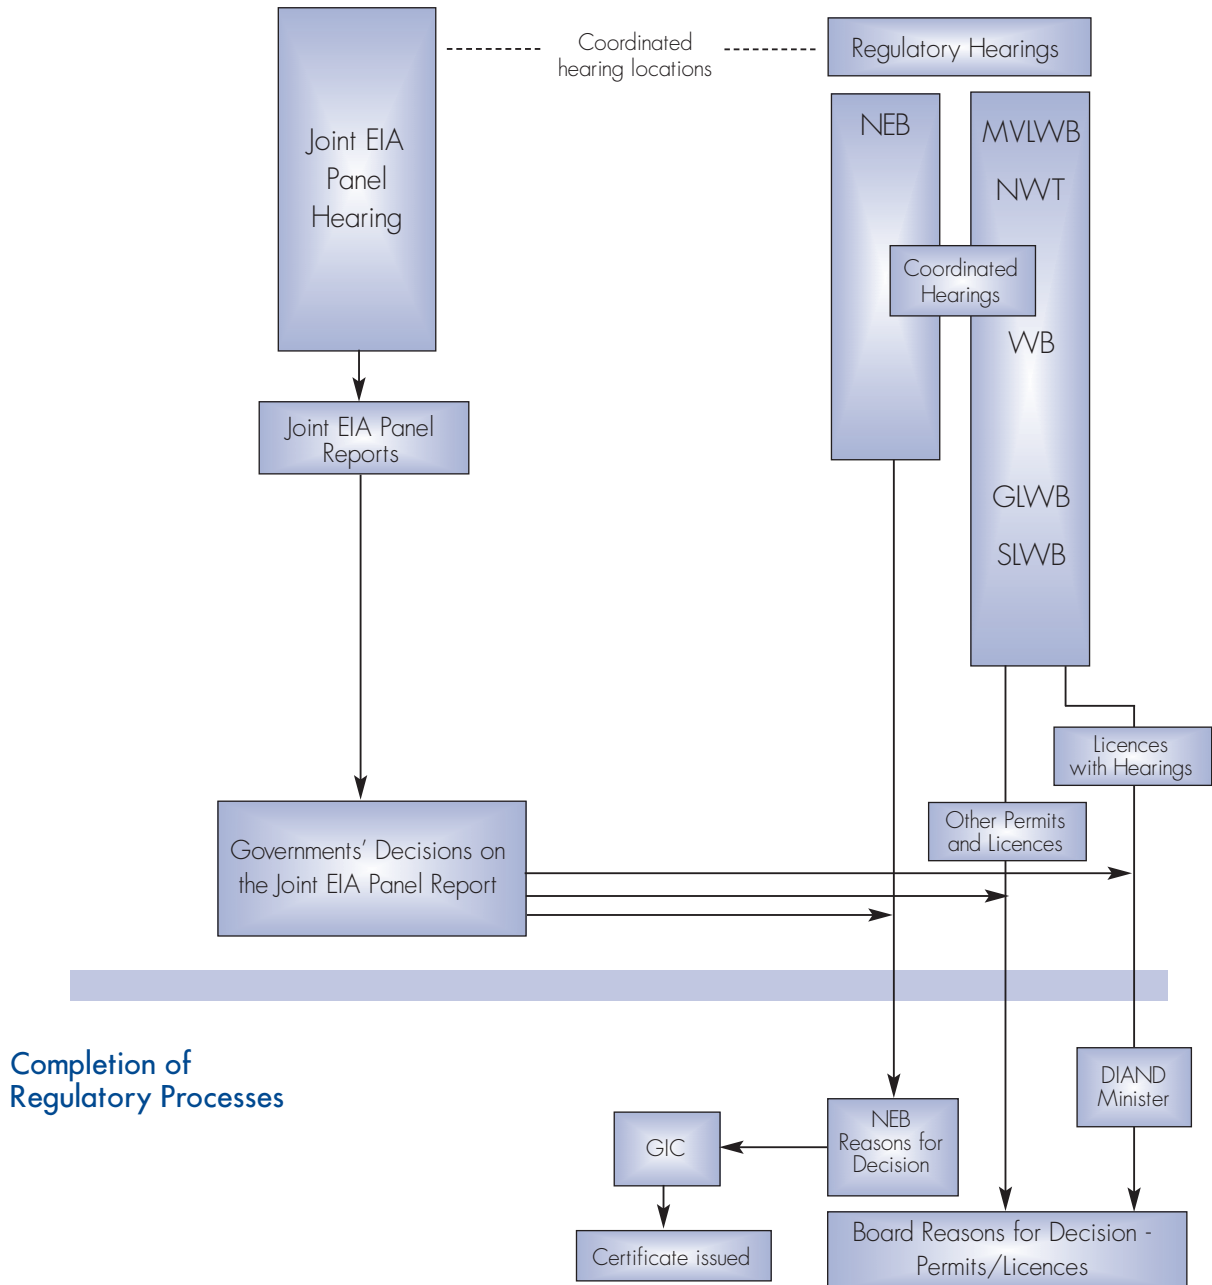 Coordinated
hearing locations
Regulatory Hearings
Joint EIA
Panel
Hearing
NEB
MVLWB
NWT
Coordinated
Hearings
WB
GLWB
SLWB
Joint EIA Panel
Reports
Licences
with Hearings
Other Permits
and Licences
Governments' Decisions on
the Joint EIA Panel Report
Completion of
Regulatory Processes
DIAND
Minister
NEB
Reasons for
Decision
GIC
Certificate issued
Board Reasons for Decision -
Permits/Licences